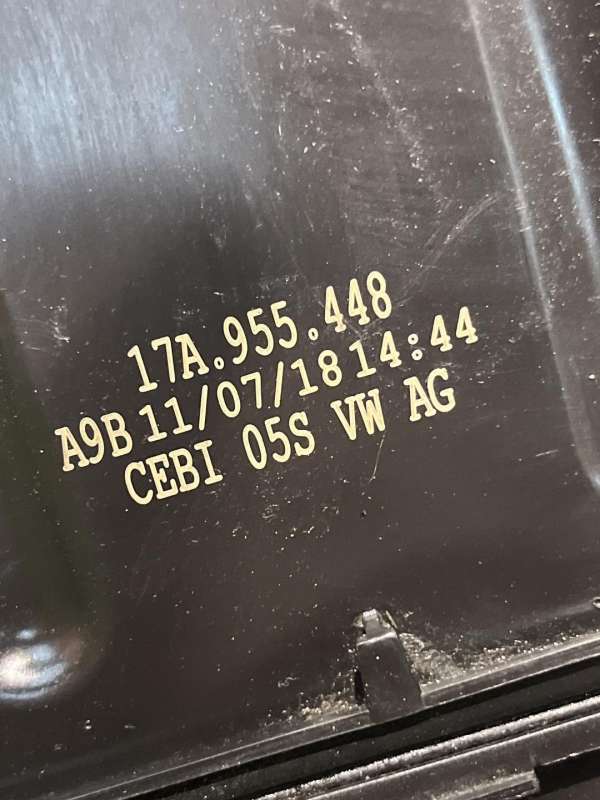 17A.955.448
A9B 11/07/18 14:44
CEBI 05S VW AG